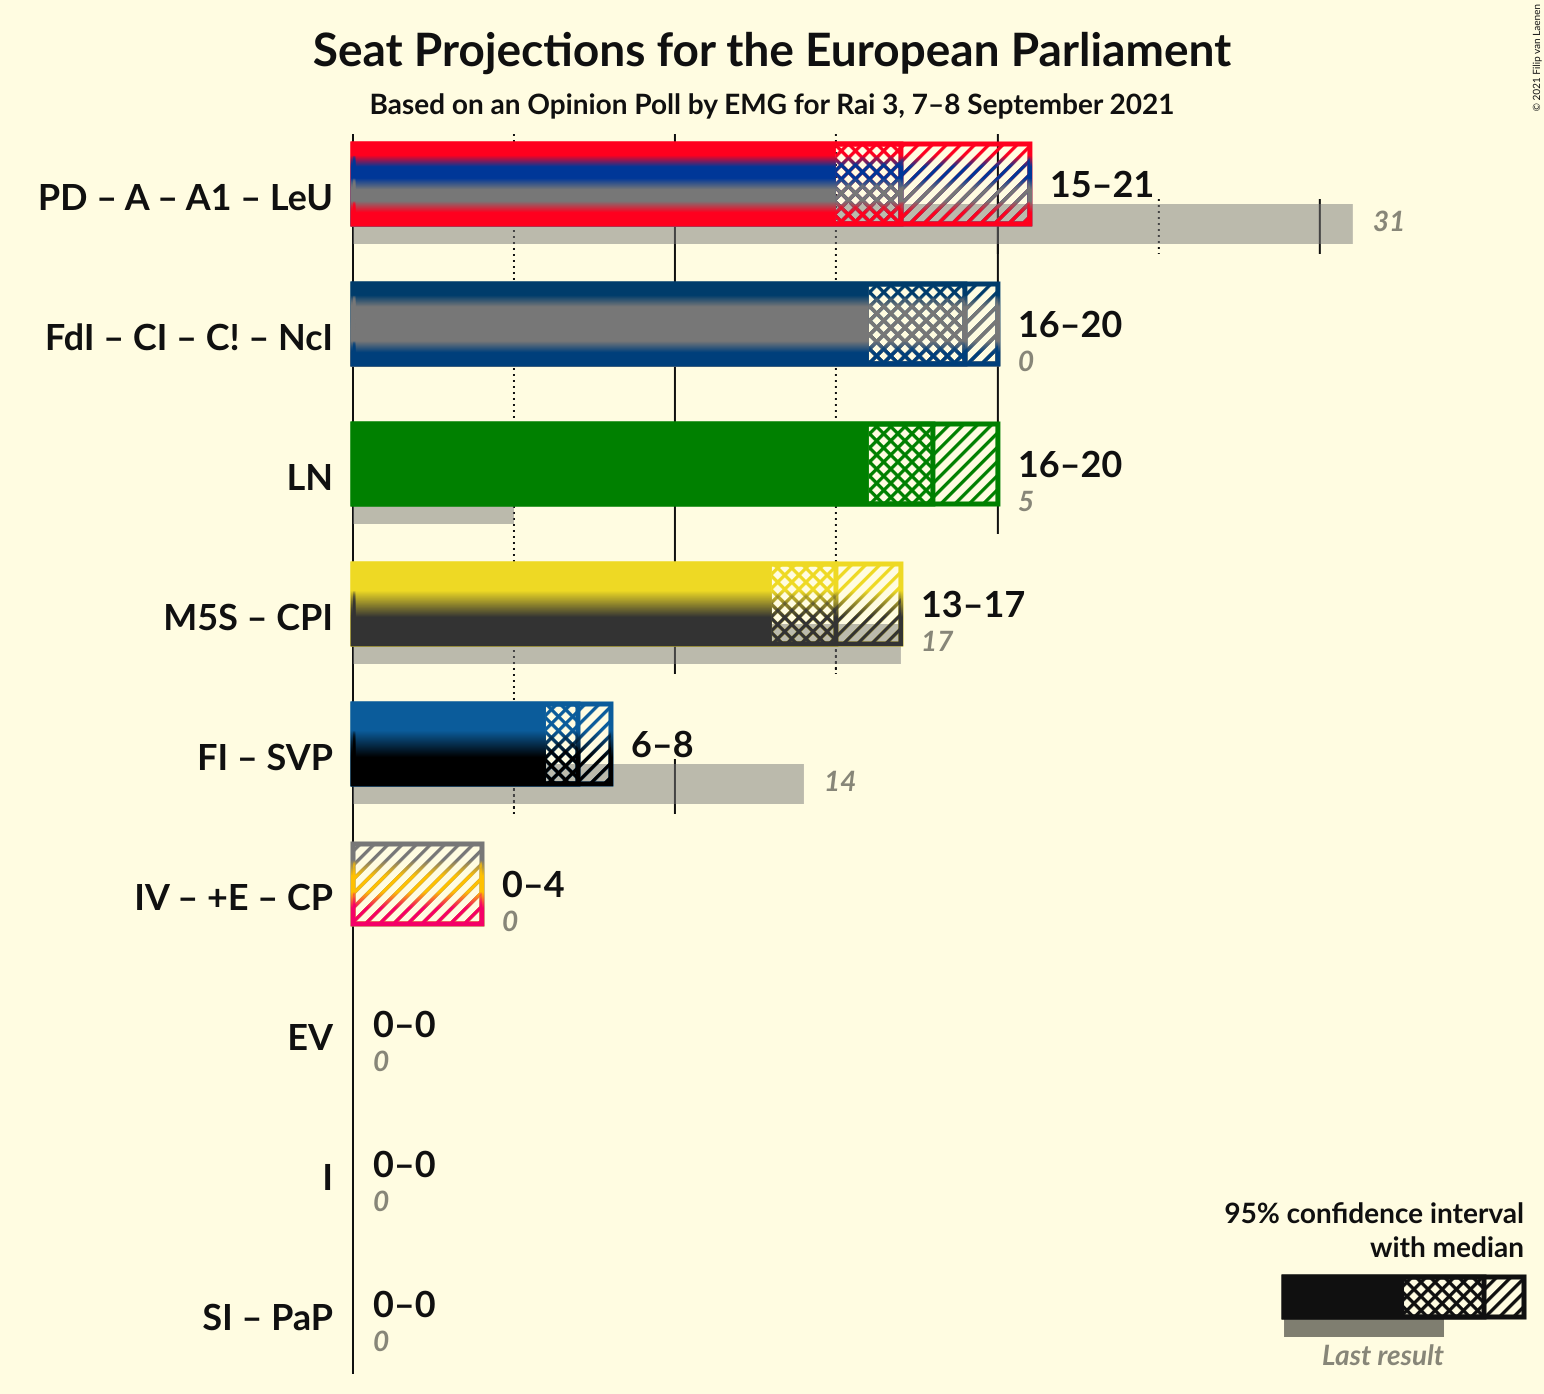 Seat Projections for the European Parliament
Based on an Opinion Poll by EMG for Rai 3, 7–8 September 2021
© 2021 Filip van Laenen
PD – A – A1 – LeU
15–21
31
FdI – CI – C! – NcI
16–20
0
LN
16–20
5
M5S – CPI
13–17
17
FI – SVP
6–8
14
IV – +E – CP
0–4
0
EV
0–0
0
I
0–0
0
SI – PaP
0–0
0
95% confidence interval
with median
Last result